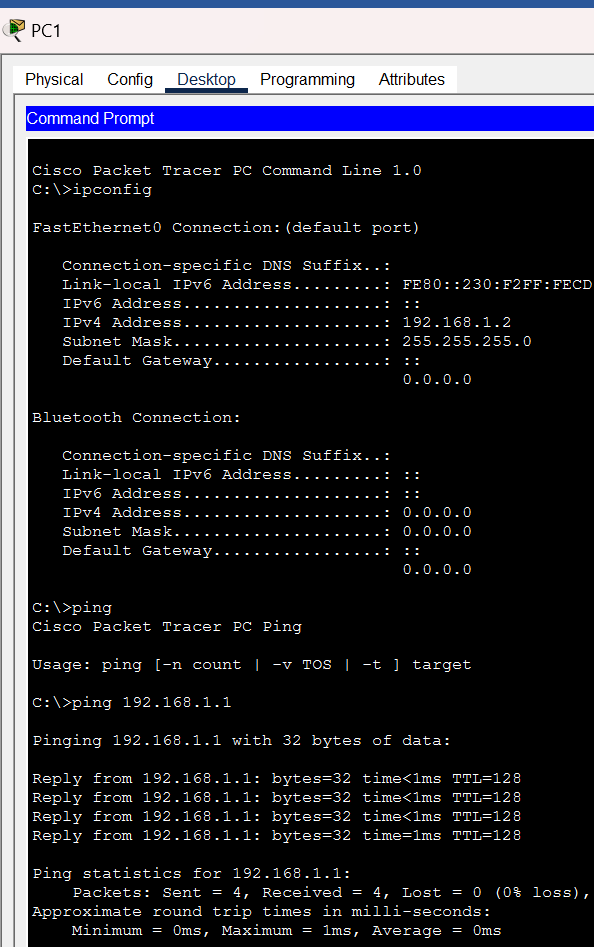 PC1
Physical Config Desktop Programming Attributes
Command Prompt
Cisco Packet Tracer PC Command Line 1.0
C:\>ipconfig
FastEthernet0 Connection:(default port)
Connection-specific DNS Suffix..:
Link-local IPv6 Address.........: FE80::230:F2FF:FECD
IPv6 Address....................: ::
IPv4 Address....................: 192.168.1.2
Subnet Mask.....................: 255.255.255.0
Default Gateway.................: ::
0.0.0.0
Bluetooth Connection:
Connection-specific DNS Suffix..:
Link-local IPv6 Address.........: ::
IPv6 Address....................: ::
IPv4 Address....................: 0.0.0.0
Subnet Mask.....................: 0.0.0.0
Default Gateway.................: ::
0.0.0.0
C:\>ping
Cisco Packet Tracer PC Ping
Usage: ping [-n count | -v TOS | -t ] target
C:\>ping 192.168.1.1
Pinging 192.168.1.1 with 32 bytes of data:
Reply from 192.168.1.1: bytes=32 time<1ms TTL=128
Reply from 192.168.1.1: bytes=32 time<1ms TTL=128
Reply from 192.168.1.1: bytes=32 time<1ms TTL=128
Reply from 192.168.1.1: bytes=32 time=1ms TTL=128
Ping statistics for 192.168.1.1:
Packets: Sent = 4, Received = 4, Lost = 0 (0% loss),
Approximate round trip times in milli-seconds:
Minimum = 0ms, Maximum = 1ms, Average = 0ms